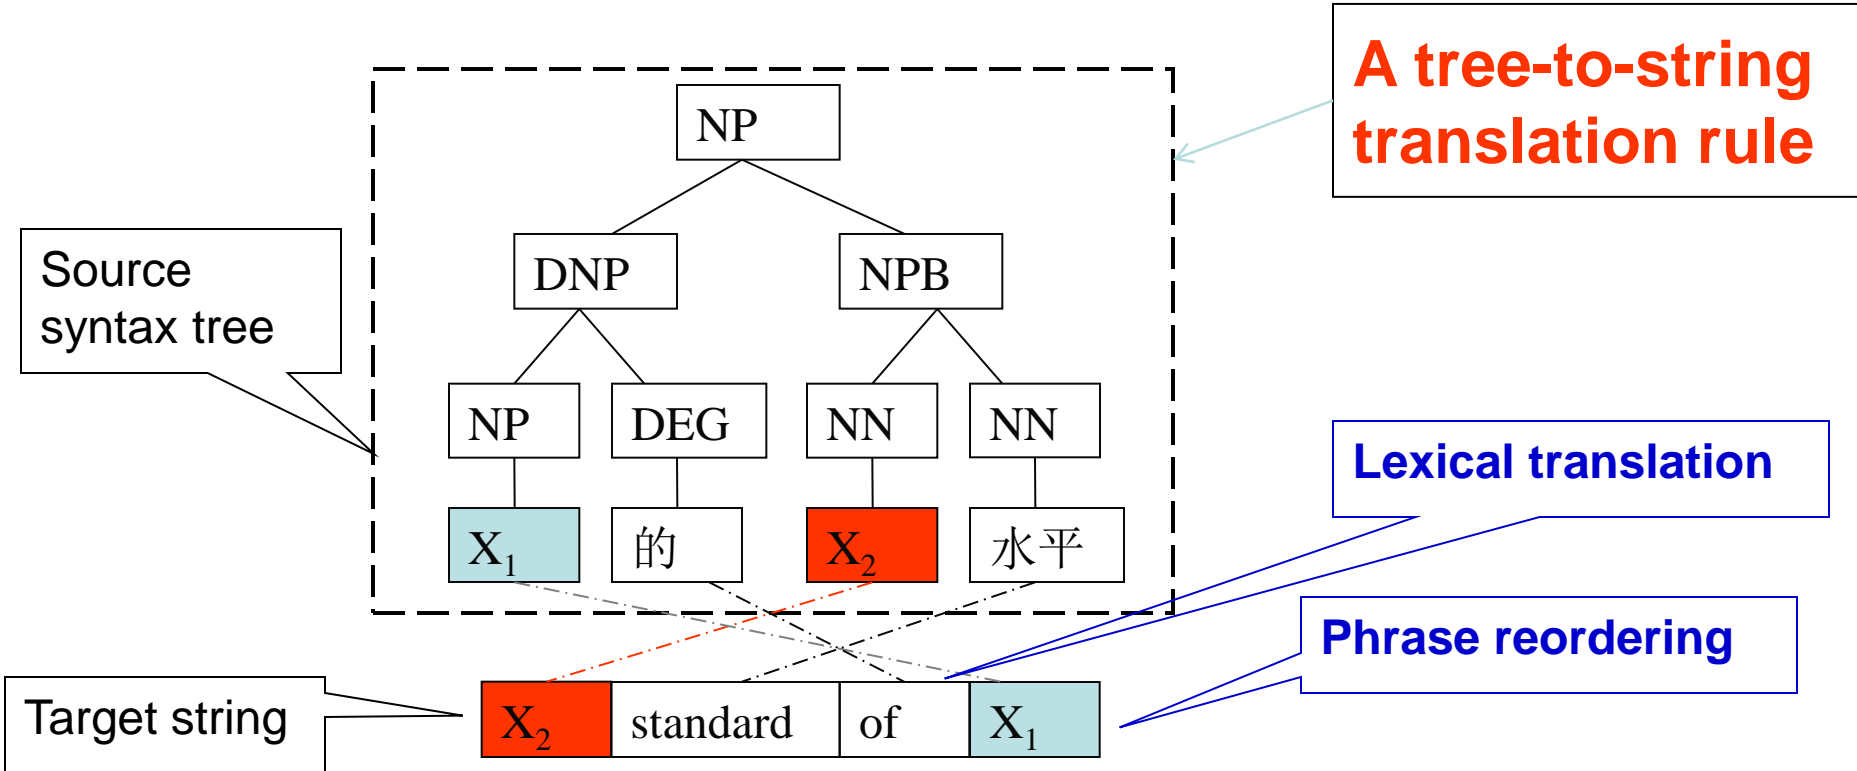 A tree-to-string
translation rule
NP
Source
syntax tree
DNP NPB
NP DEG NN NN
Lexical translation
X₁ 的 X₂ 水平
Phrase reordering
Target string
X₂ standard of X₁